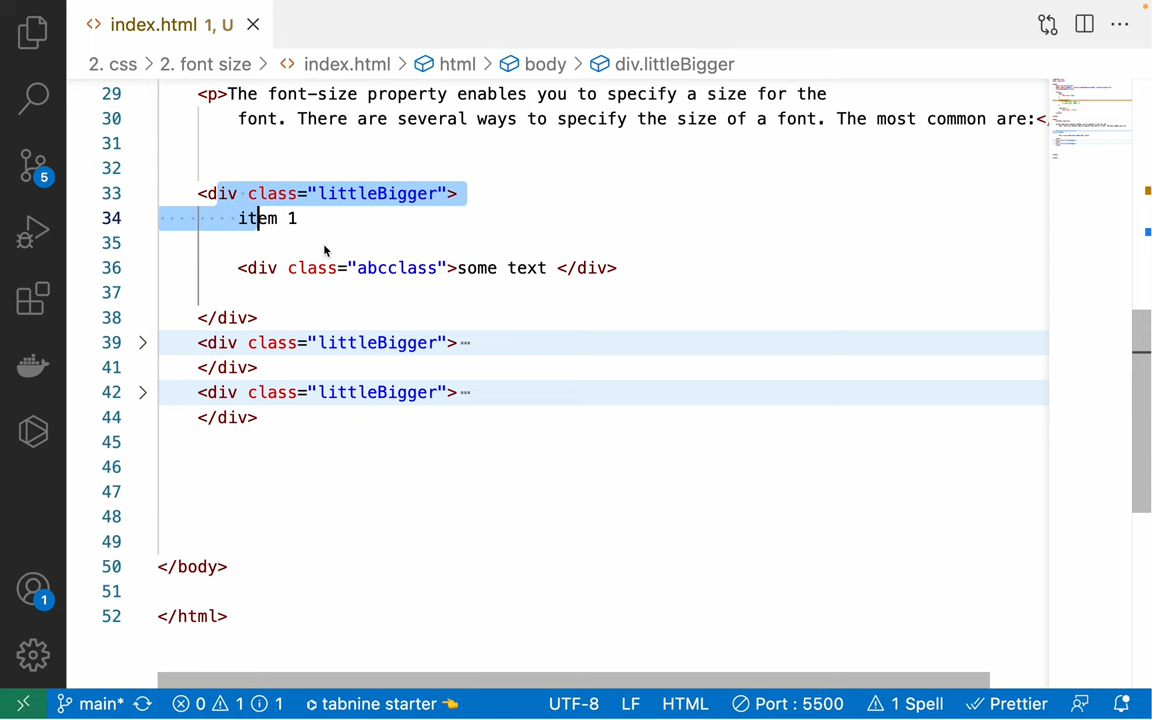 index.html 1, U
2. css > 2. font size > index.html > html > body > div.littleBigger
29 <p>The font-size property enables you to specify a size for the
30 font. There are several ways to specify the size of a font. The most common are:<
31
32
33 <div class="littleBigger">
34 item 1
35
36 <div class="abcclass">some text </div>
37
38 </div>
39 <div class="littleBigger">⋯
41 </div>
42 <div class="littleBigger">⋯
44 </div>
45
46
47
48
49
50 </body>
51
52 </html>
5
1
main* 0 1 1 tabnine starter 👈 UTF-8 LF HTML Port : 5500 1 Spell Prettier